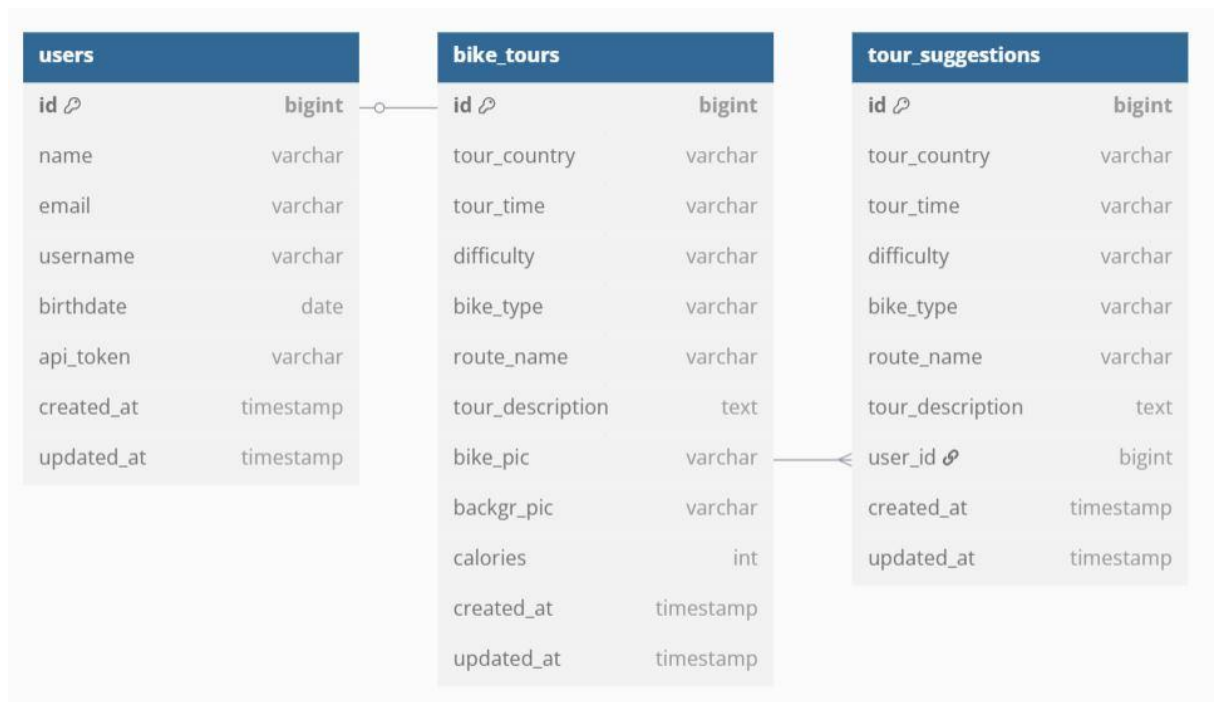 users
id bigint
name varchar
email varchar
username varchar
birthdate date
api_token varchar
created_at timestamp
updated_at timestamp
bike_tours
id bigint
tour_country varchar
tour_time varchar
difficulty varchar
bike_type varchar
route_name varchar
tour_description text
bike_pic varchar
backgr_pic varchar
calories int
created_at timestamp
updated_at timestamp
tour_suggestions
id bigint
tour_country varchar
tour_time varchar
difficulty varchar
bike_type varchar
route_name varchar
tour_description text
user_id bigint
created_at timestamp
updated_at timestamp